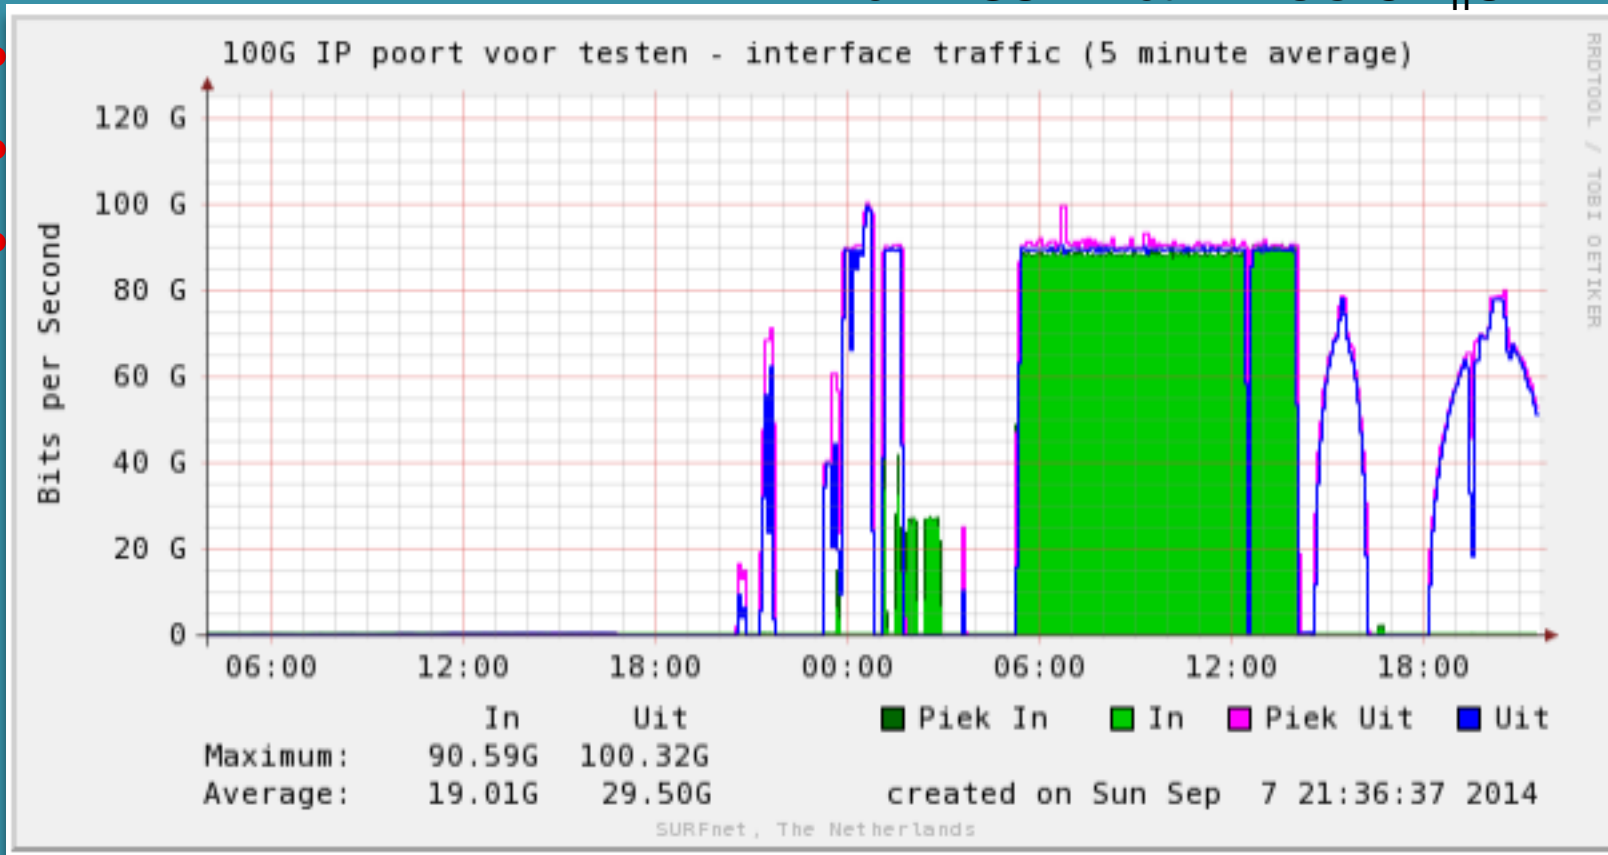 100G IP poort voor testen - interface traffic (5 minute average)
RRDTOOL / TOBI OETIKER
Bits per Second
120 G
100 G
80 G
60 G
40 G
20 G
0
06:00 12:00 18:00 00:00 06:00 12:00 18:00
In Uit Piek In In Piek Uit Uit
Maximum: 90.59G 100.32G
Average: 19.01G 29.50G created on Sun Sep 7 21:36:37 2014
SURFnet, The Netherlands